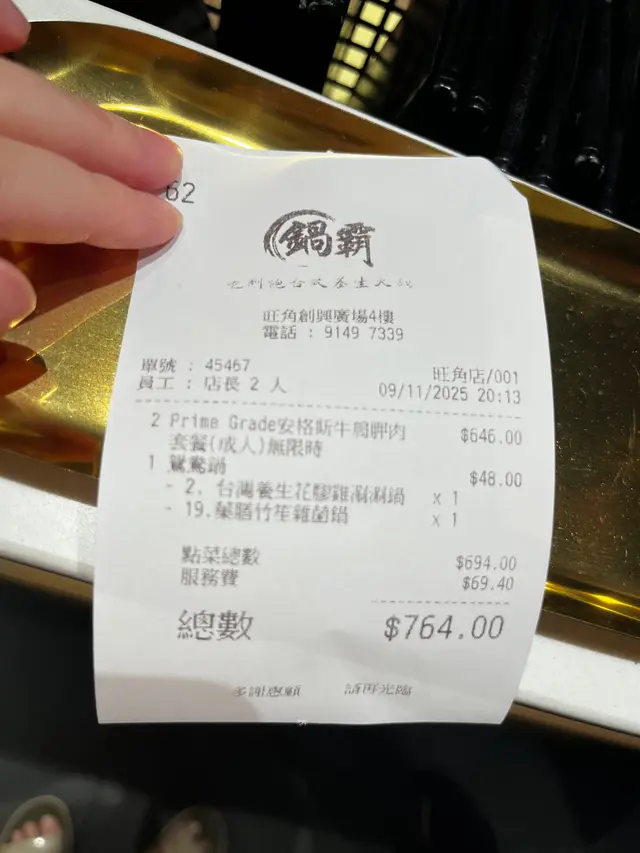 62
鍋霸
旺角創興廣場4樓
電話 : 9149 7339
單號 : 45467
旺角店/001
員工 : 店長 2 人
09/11/2025 20:13
2 Prime Grade安格斯牛肩胛肉 $646.00
套餐(成人)無限時
1 鴛鴦鍋 $48.00
- 2. 台灣養生花膠雞涮涮鍋 x 1
- 19.藥膳竹笙雜菌鍋 x 1
點菜總數 $694.00
服務費 $69.40
總數 $764.00
多謝惠顧 請再光臨